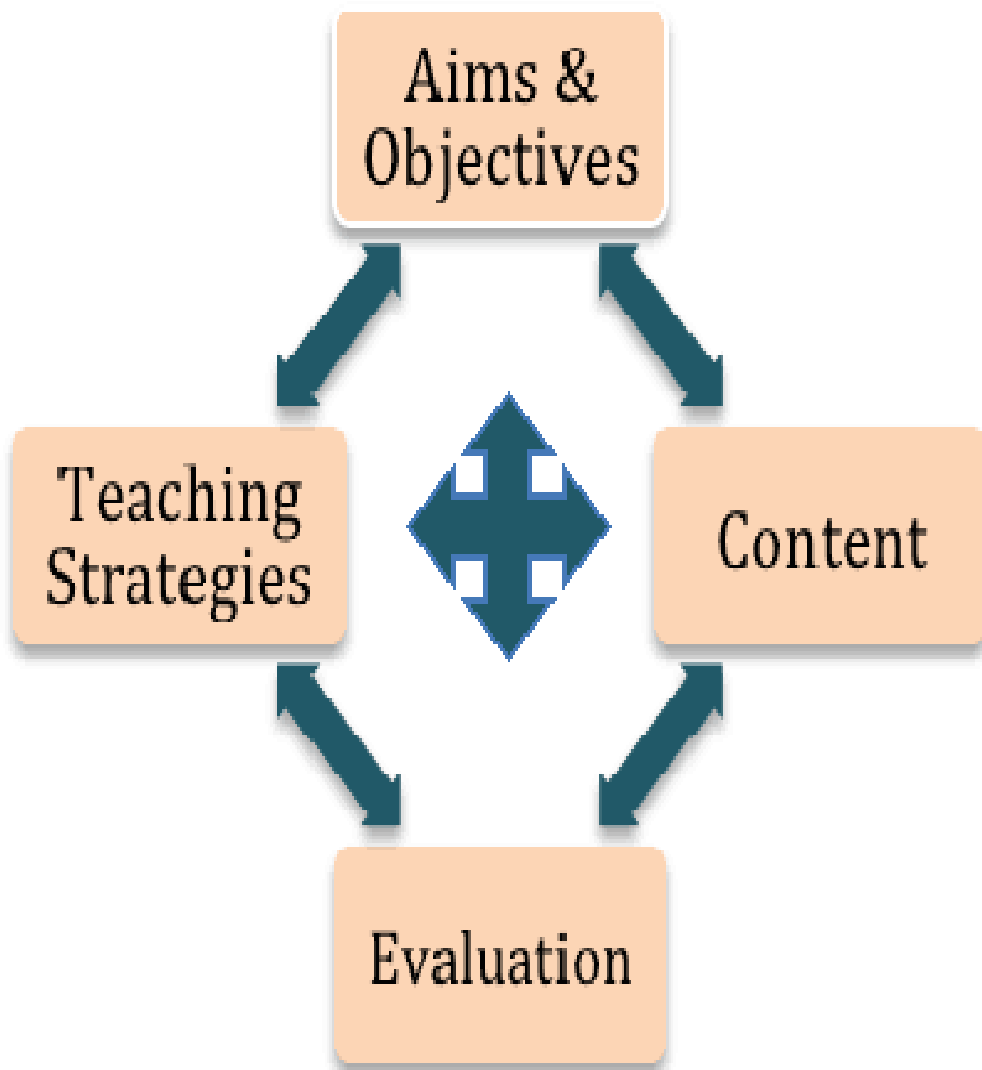 Aims &
Objectives
Teaching
Strategies
Content
Evaluation